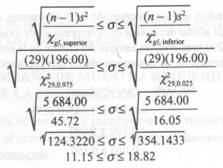 √((n − 1)s² / χ²gl, superior) ≤ σ ≤ √((n − 1)s² / χ²gl, inferior)
√((29)(196.00) / χ²29,0.975) ≤ σ ≤ √((29)(196.00) / χ²29,0.025)
√(5 684.00 / 45.72) ≤ σ ≤ √(5 684.00 / 16.05)
√124.3220 ≤ σ ≤ √354.1433
11.15 ≤ σ ≤ 18.82